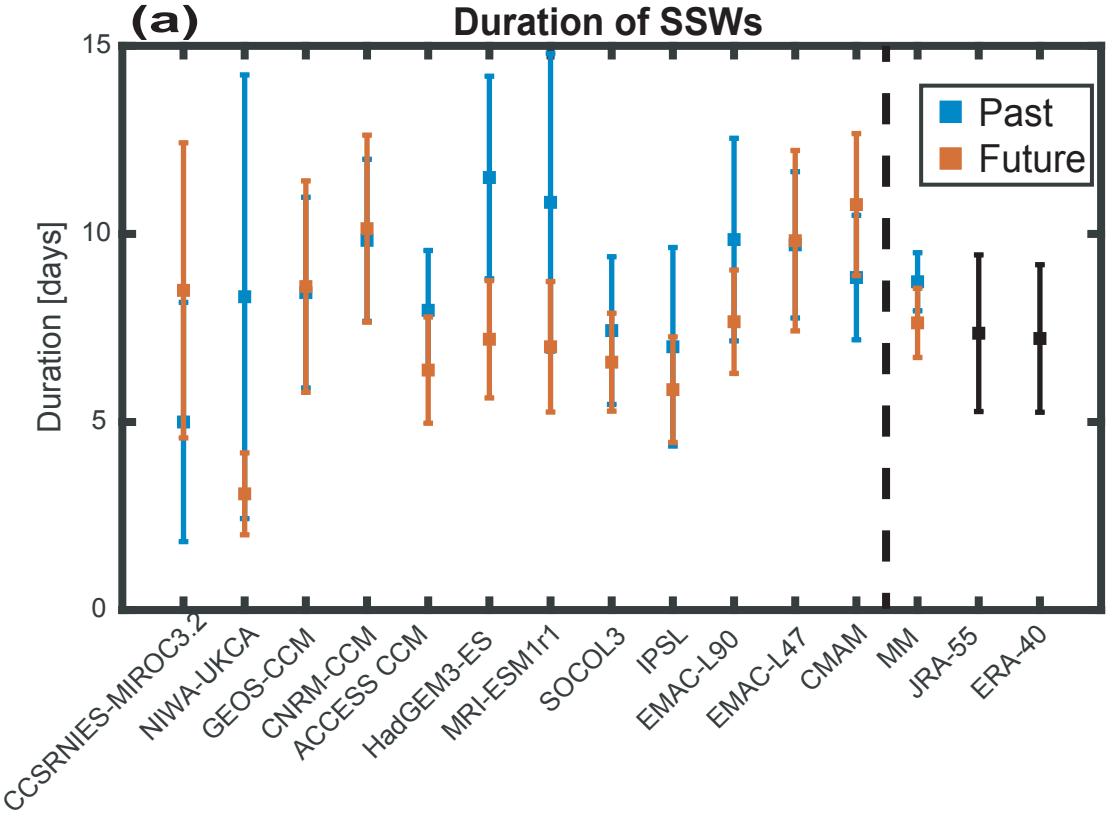 (a) Duration of SSWs
15
Past
Future
10
Duration [days]
5
0
CCSRNIES-MIROC3.2
NIWA-UKCA
GEOS-CCM
CNRM-CCM
ACCESS CCM
HadGEM3-ES
MRI-ESM1r1
SOCOL3
IPSL
EMAC-L90
EMAC-L47
CMAM
MM
JRA-55
ERA-40